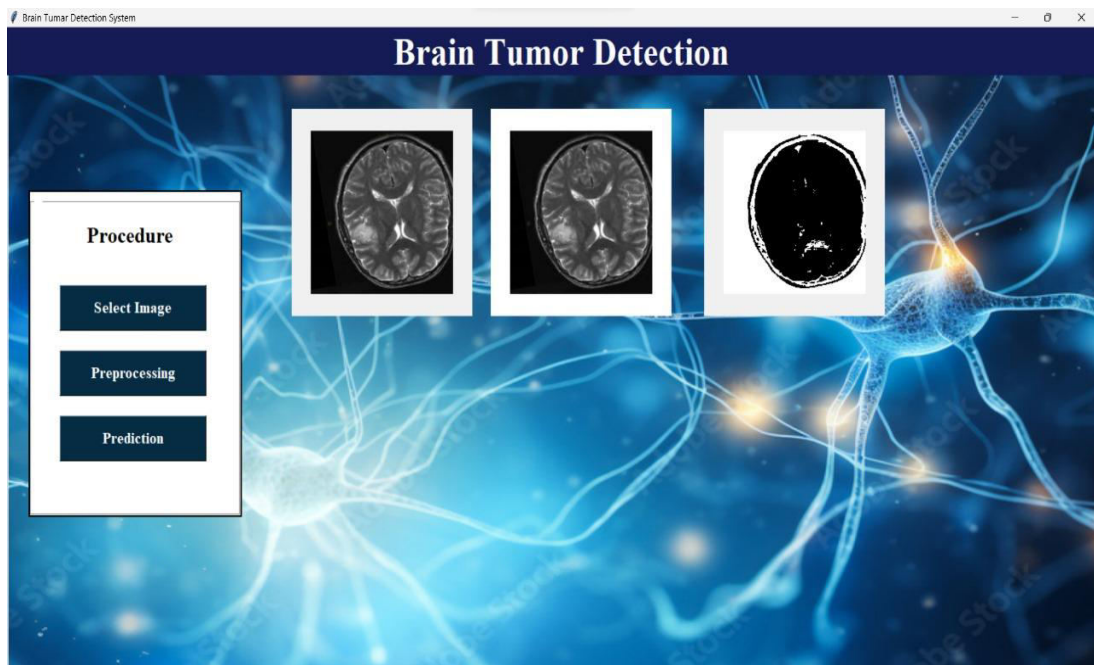 Brain Tumar Detection System
Brain Tumor Detection
Procedure
Select Image
Preprocessing
Prediction